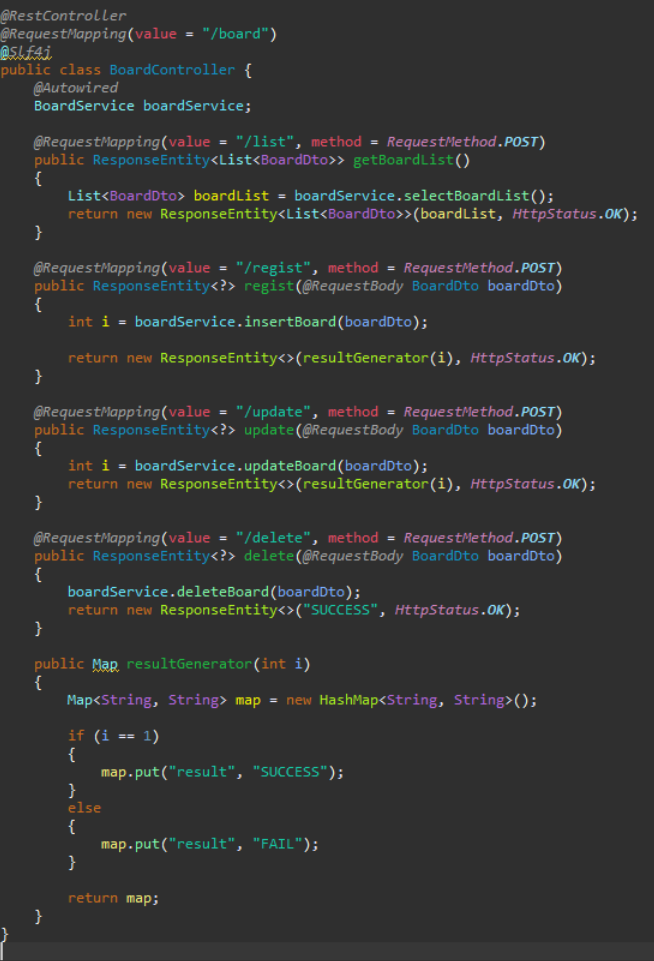 @RestController
@RequestMapping(value = "/board")
@Slf4j
public class BoardController {
    @Autowired
    BoardService boardService;

    @RequestMapping(value = "/list", method = RequestMethod.POST)
    public ResponseEntity<List<BoardDto>> getBoardList()
    {
        List<BoardDto> boardList = boardService.selectBoardList();
        return new ResponseEntity<List<BoardDto>>(boardList, HttpStatus.OK);
    }

    @RequestMapping(value = "/regist", method = RequestMethod.POST)
    public ResponseEntity<?> regist(@RequestBody BoardDto boardDto)
    {
        int i = boardService.insertBoard(boardDto);

        return new ResponseEntity<>(resultGenerator(i), HttpStatus.OK);
    }

    @RequestMapping(value = "/update", method = RequestMethod.POST)
    public ResponseEntity<?> update(@RequestBody BoardDto boardDto)
    {
        int i = boardService.updateBoard(boardDto);
        return new ResponseEntity<>(resultGenerator(i), HttpStatus.OK);
    }

    @RequestMapping(value = "/delete", method = RequestMethod.POST)
    public ResponseEntity<?> delete(@RequestBody BoardDto boardDto)
    {
        boardService.deleteBoard(boardDto);
        return new ResponseEntity<>("SUCCESS", HttpStatus.OK);
    }

    public Map resultGenerator(int i)
    {
        Map<String, String> map = new HashMap<String, String>();

        if (i == 1)
        {
            map.put("result", "SUCCESS");
        }
        else
        {
            map.put("result", "FAIL");
        }

        return map;
    }
}